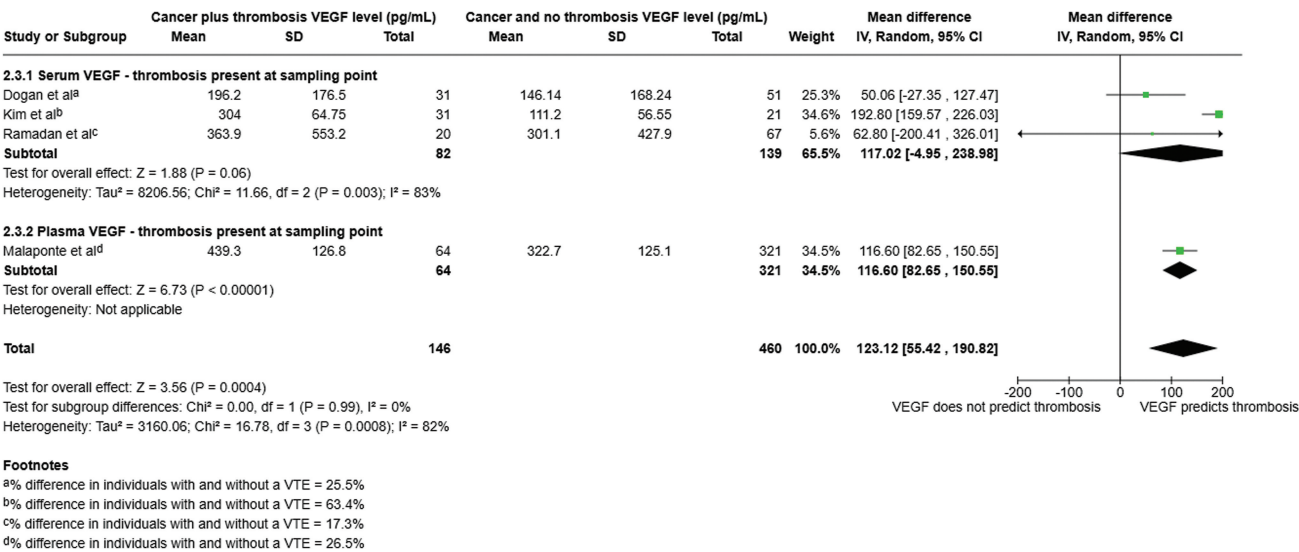 Cancer plus thrombosis VEGF level (pg/mL) Cancer and no thrombosis VEGF level (pg/mL) Mean difference Mean difference
Study or Subgroup Mean SD Total Mean SD Total Weight IV, Random, 95% CI IV, Random, 95% CI
2.3.1 Serum VEGF - thrombosis present at sampling point
Dogan et alᵃ 196.2 176.5 31 146.14 168.24 51 25.3% 50.06 [-27.35 , 127.47]
Kim et alᵇ 304 64.75 31 111.2 56.55 21 34.6% 192.80 [159.57 , 226.03]
Ramadan et alᶜ 363.9 553.2 20 301.1 427.9 67 5.6% 62.80 [-200.41 , 326.01]
Subtotal 82 139 65.5% 117.02 [-4.95 , 238.98]
Test for overall effect: Z = 1.88 (P = 0.06)
Heterogeneity: Tau² = 8206.56; Chi² = 11.66, df = 2 (P = 0.003); I² = 83%
2.3.2 Plasma VEGF - thrombosis present at sampling point
Malaponte et alᵈ 439.3 126.8 64 322.7 125.1 321 34.5% 116.60 [82.65 , 150.55]
Subtotal 64 321 34.5% 116.60 [82.65 , 150.55]
Test for overall effect: Z = 6.73 (P < 0.00001)
Heterogeneity: Not applicable
Total 146 460 100.0% 123.12 [55.42 , 190.82]
Test for overall effect: Z = 3.56 (P = 0.0004)
Test for subgroup differences: Chi² = 0.00, df = 1 (P = 0.99), I² = 0%
Heterogeneity: Tau² = 3160.06; Chi² = 16.78, df = 3 (P = 0.0008); I² = 82%
-200 -100 0 100 200
VEGF does not predict thrombosis VEGF predicts thrombosis
Footnotes
ᵃ% difference in individuals with and without a VTE = 25.5%
ᵇ% difference in individuals with and without a VTE = 63.4%
ᶜ% difference in individuals with and without a VTE = 17.3%
ᵈ% difference in individuals with and without a VTE = 26.5%